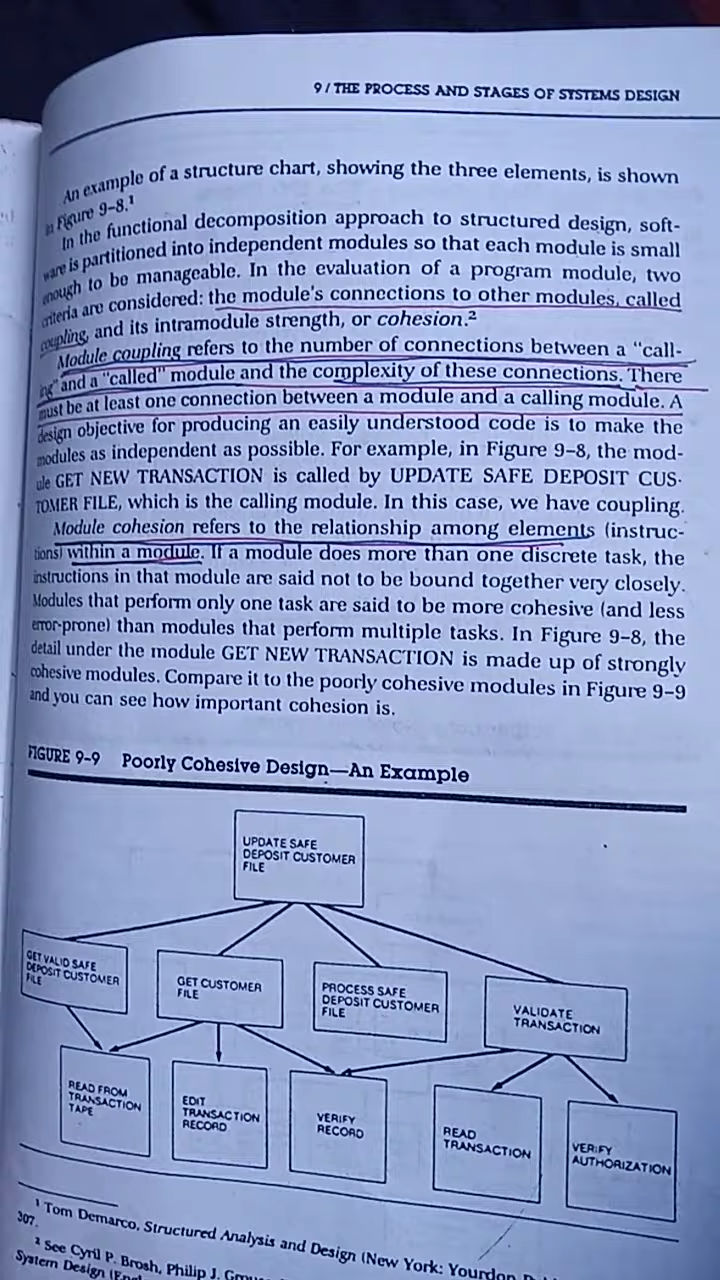 9 / THE PROCESS AND STAGES OF SYSTEMS DESIGN
An example of a structure chart, showing the three elements, is shown
in Figure 9–8.¹
In the functional decomposition approach to structured design, soft-
ware is partitioned into independent modules so that each module is small
enough to be manageable. In the evaluation of a program module, two
criteria are considered: the module's connections to other modules, called
coupling, and its intramodule strength, or cohesion.²
Module coupling refers to the number of connections between a "call-
ing" and a "called" module and the complexity of these connections. There
must be at least one connection between a module and a calling module. A
design objective for producing an easily understood code is to make the
modules as independent as possible. For example, in Figure 9–8, the mod-
ule GET NEW TRANSACTION is called by UPDATE SAFE DEPOSIT CUS-
TOMER FILE, which is the calling module. In this case, we have coupling.
Module cohesion refers to the relationship among elements (instruc-
tions) within a module. If a module does more than one discrete task, the
instructions in that module are said not to be bound together very closely.
Modules that perform only one task are said to be more cohesive (and less
error-prone) than modules that perform multiple tasks. In Figure 9–8, the
detail under the module GET NEW TRANSACTION is made up of strongly
cohesive modules. Compare it to the poorly cohesive modules in Figure 9–9
and you can see how important cohesion is.
FIGURE 9–9 Poorly Cohesive Design—An Example
UPDATE SAFE
DEPOSIT CUSTOMER
FILE
GET VALID SAFE
DEPOSIT CUSTOMER
FILE
GET CUSTOMER
FILE
PROCESS SAFE
DEPOSIT CUSTOMER
FILE
VALIDATE
TRANSACTION
READ FROM
TRANSACTION
TAPE
EDIT
TRANSACTION
RECORD
VERIFY
RECORD
READ
TRANSACTION
VERIFY
AUTHORIZATION
¹ Tom Demarco, Structured Analysis and Design (New York: Yourdon
307.
² See Cyril P. Brosh, Philip J.
System Design